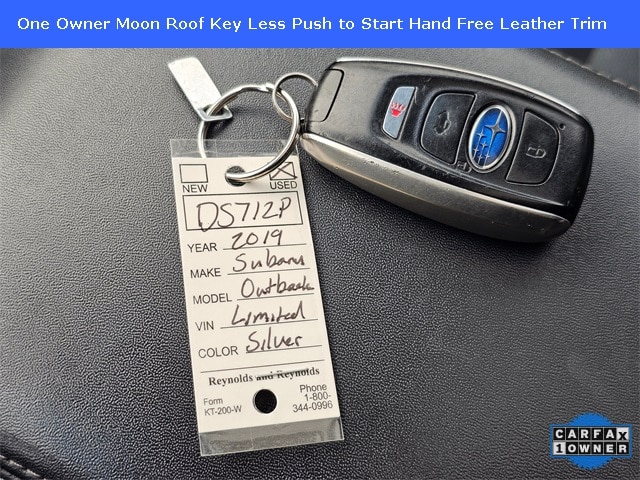 One Owner Moon Roof Key Less Push to Start Hand Free Leather Trim
NEW USED
DS712P
YEAR 2019
MAKE Subaru
MODEL Outback
VIN Limited
COLOR Silver
Reynolds and Reynolds
Form
KT-200-W
Phone
1-800-
344-0996
CARFAX
1 OWNER